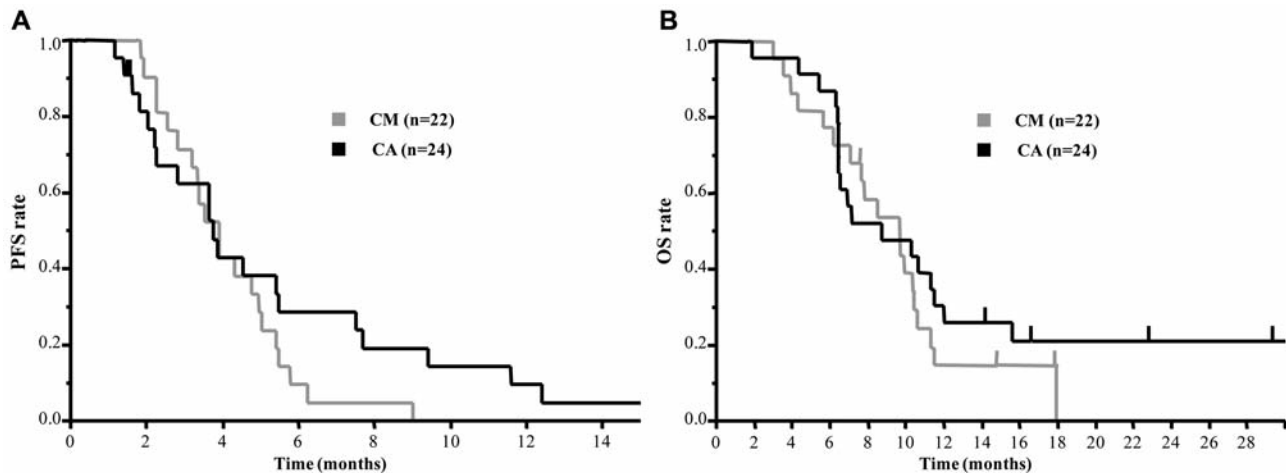 A
1.0
0.8
0.6
0.4
0.2
0.0
PFS rate
0 2 4 6 8 10 12 14
Time (months)
CM (n=22)
CA (n=24)
B
1.0
0.8
0.6
0.4
0.2
0.0
OS rate
0 2 4 6 8 10 12 14 16 18 20 22 24 26 28
Time (months)
CM (n=22)
CA (n=24)